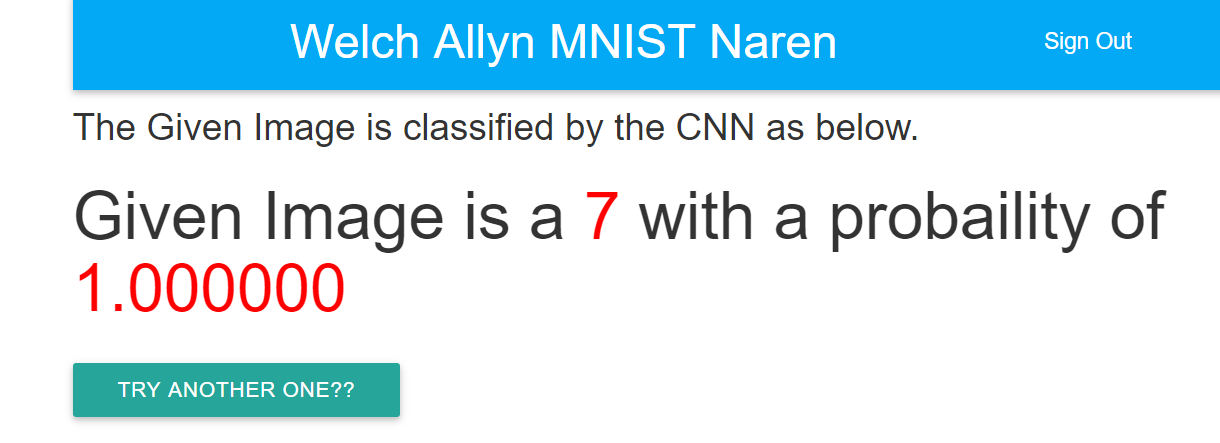 Welch Allyn MNIST Naren
Sign Out
The Given Image is classified by the CNN as below.
Given Image is a 7 with a probaility of
1.000000
TRY ANOTHER ONE??